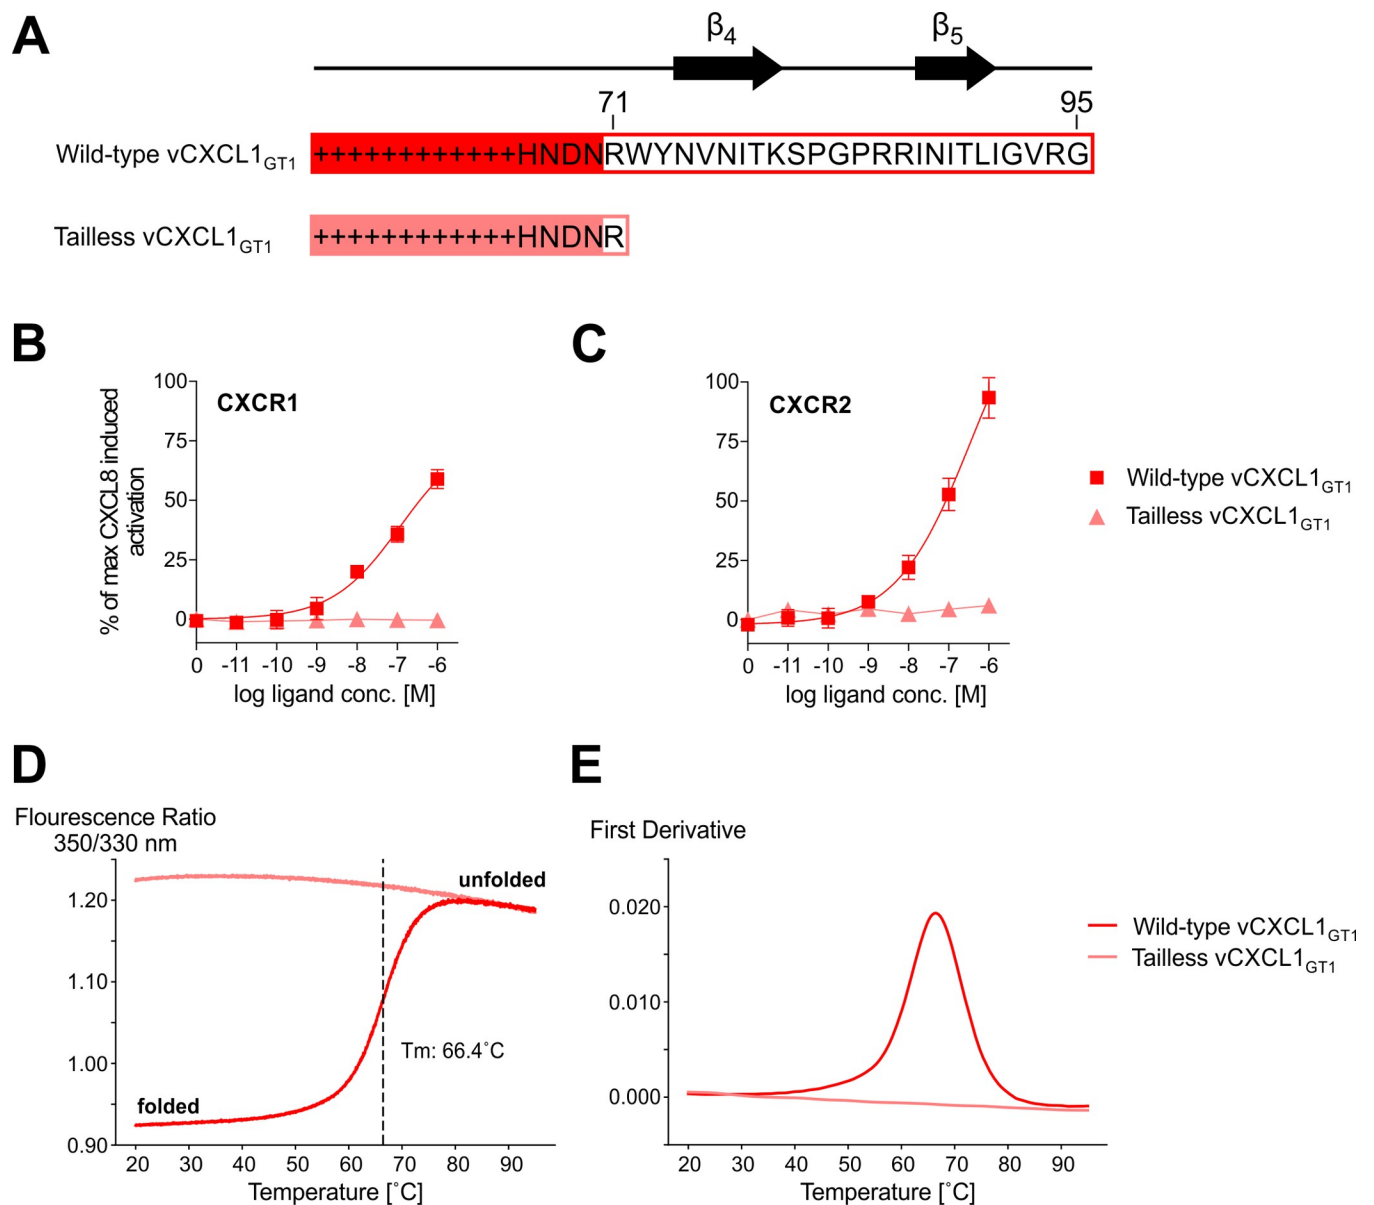 A
β4
β5
71
95
Wild-type vCXCL1GT1
++++++++++++HNDNRWYNVNITKSPGPRRINITLIGVRG
Tailless vCXCL1GT1
++++++++++++HNDNR
B
CXCR1
% of max CXCL8 induced
activation
100
75
50
25
0
0 -11 -10 -9 -8 -7 -6
log ligand conc. [M]
C
CXCR2
100
75
50
25
0
0 -11 -10 -9 -8 -7 -6
log ligand conc. [M]
Wild-type vCXCL1GT1
Tailless vCXCL1GT1
D
Flourescence Ratio
350/330 nm
unfolded
1.20
1.10
Tm: 66.4˚C
1.00
folded
0.90
20 30 40 50 60 70 80 90
Temperature [˚C]
E
First Derivative
0.020
0.010
0.000
20 30 40 50 60 70 80 90
Temperature [˚C]
Wild-type vCXCL1GT1
Tailless vCXCL1GT1